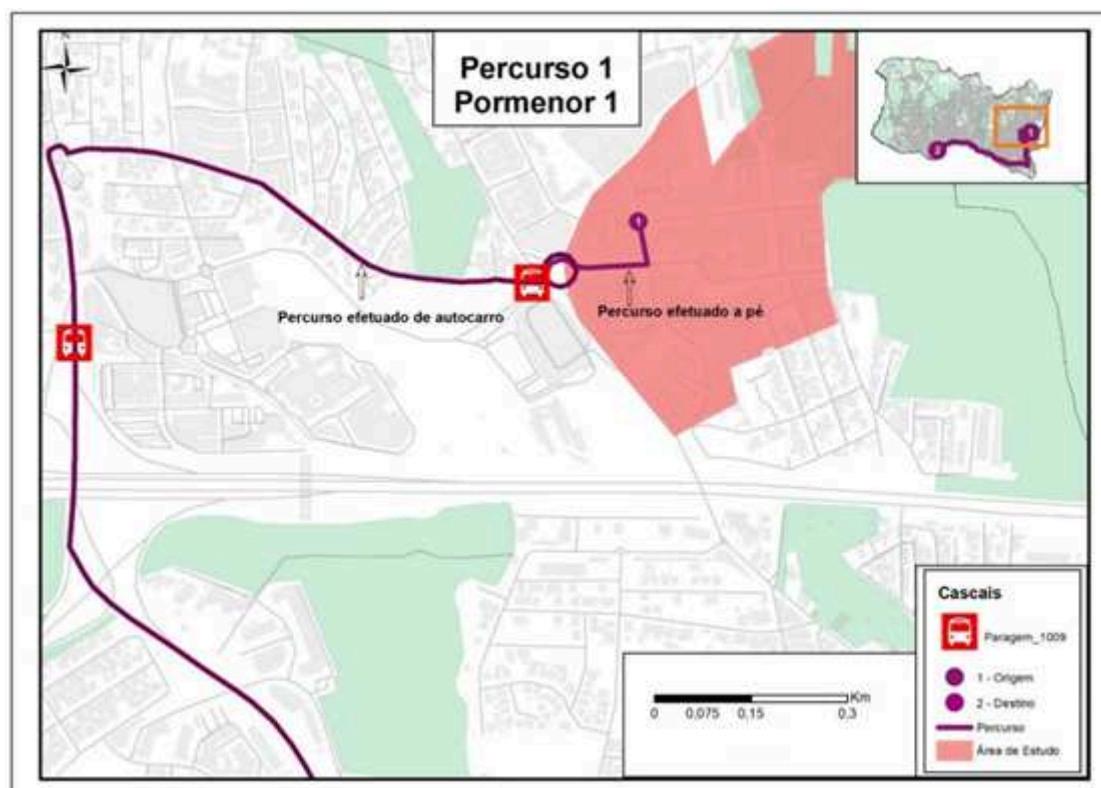 N
Percurso 1
Pormenor 1
Percurso efetuado de autocarro
Percurso efetuado a pé
Cascais
Paragem_1009
1 - Origem
2 - Destino
Percurso
Área de Estudo
Km
0 0,075 0,15 0,3